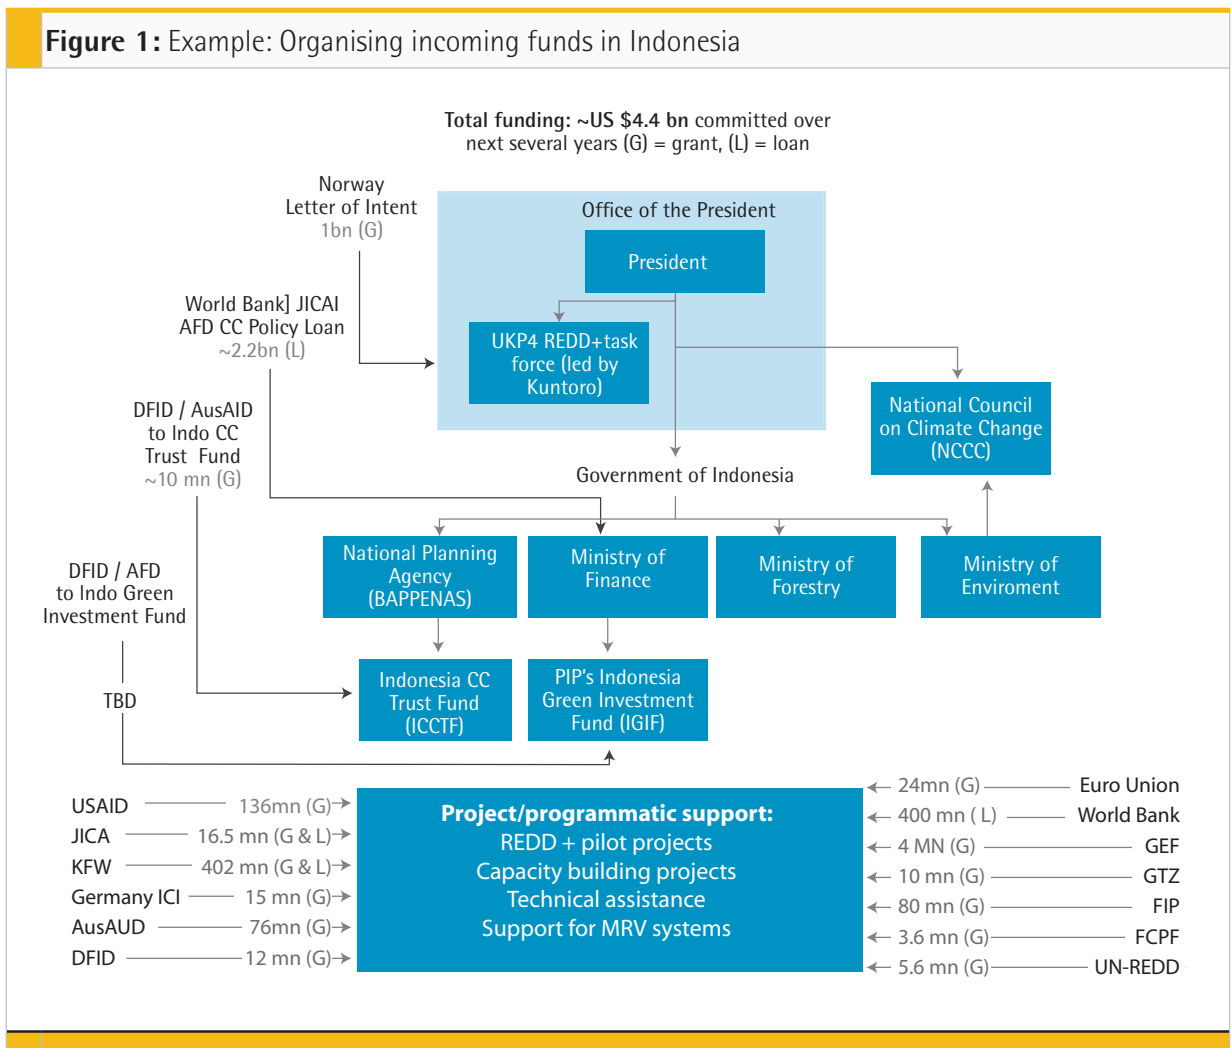 Figure 1: Example: Organising incoming funds in Indonesia
Total funding: ~US $4.4 bn committed over
next several years (G) = grant, (L) = loan
Norway
Letter of Intent
1bn (G)
Office of the President
President
World Bank] JICAI
AFD CC Policy Loan
~2.2bn (L)
UKP4 REDD+task
force (led by
Kuntoro)
DFID / AusAID
to Indo CC
Trust Fund
~10 mn (G)
National Council
on Climate Change
(NCCC)
Government of Indonesia
National Planning
Agency
(BAPPENAS)
Ministry of
Finance
Ministry of
Forestry
Ministry of
Enviroment
DFID / AFD
to Indo Green
Investment Fund
TBD
Indonesia CC
Trust Fund
(ICCTF)
PIP's Indonesia
Green Investment
Fund (IGIF)
USAID 136mn (G)
JICA 16.5 mn (G & L)
KFW 402 mn (G & L)
Germany ICI 15 mn (G)
AusAUD 76mn (G)
DFID 12 mn (G)
Project/programmatic support:
REDD + pilot projects
Capacity building projects
Technical assistance
Support for MRV systems
24mn (G) Euro Union
400 mn ( L) World Bank
4 MN (G) GEF
10 mn (G) GTZ
80 mn (G) FIP
3.6 mn (G) FCPF
5.6 mn (G) UN-REDD